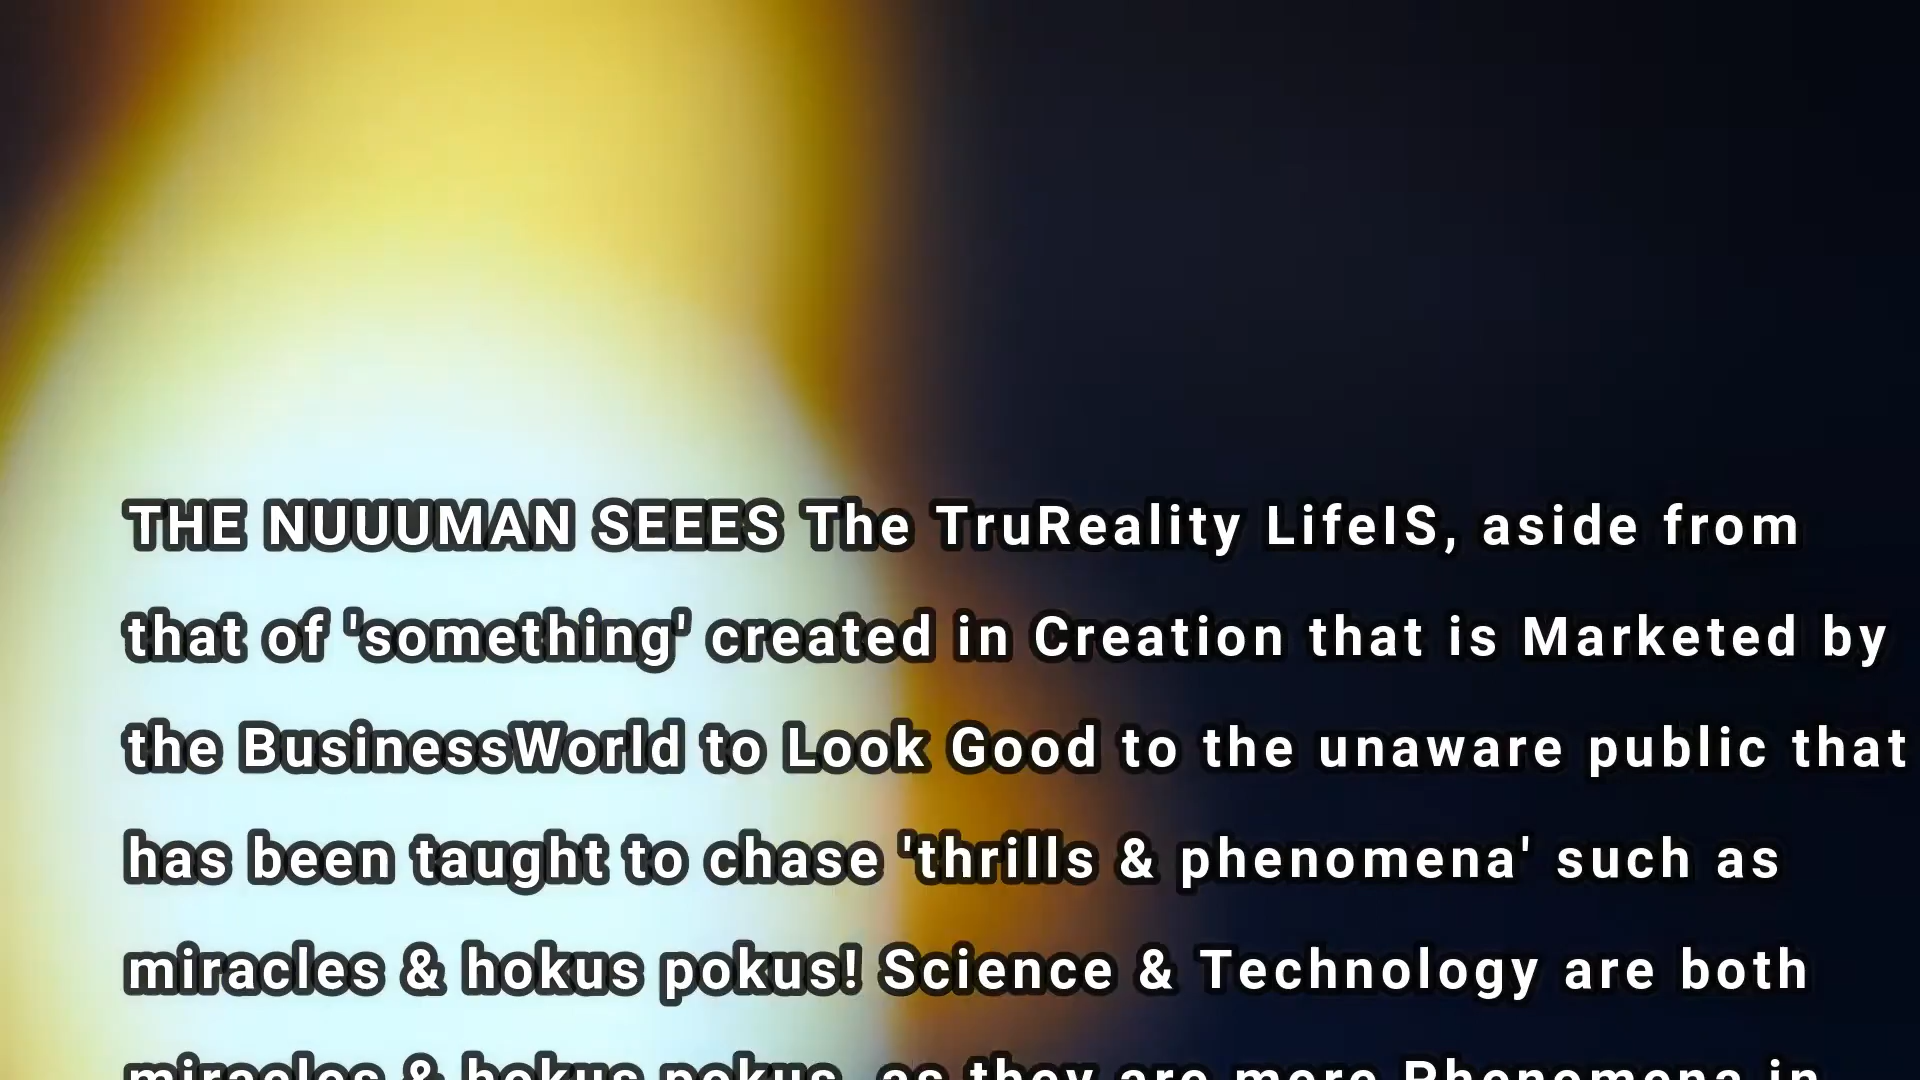 THE NUUUMAN SEEES The TruReality LifeIS, aside from
that of 'something' created in Creation that is Marketed by
the BusinessWorld to Look Good to the unaware public that
has been taught to chase 'thrills & phenomena' such as
miracles & hokus pokus! Science & Technology are both
miracles & hokus pokus, as they are more Phenomena in